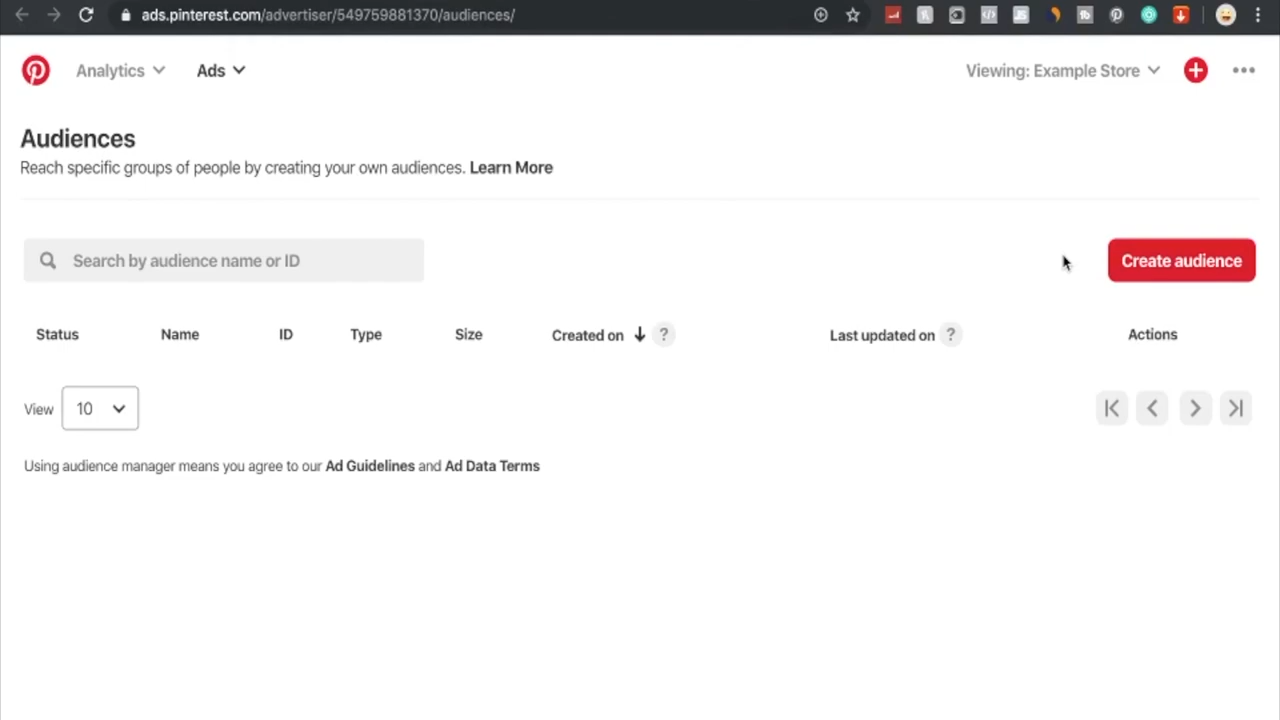 ads.pinterest.com/advertiser/549759881370/audiences/
Analytics Ads Viewing: Example Store
Audiences
Reach specific groups of people by creating your own audiences. Learn More
Search by audience name or ID Create audience
Status Name ID Type Size Created on ? Last updated on ? Actions
View 10
Using audience manager means you agree to our Ad Guidelines and Ad Data Terms